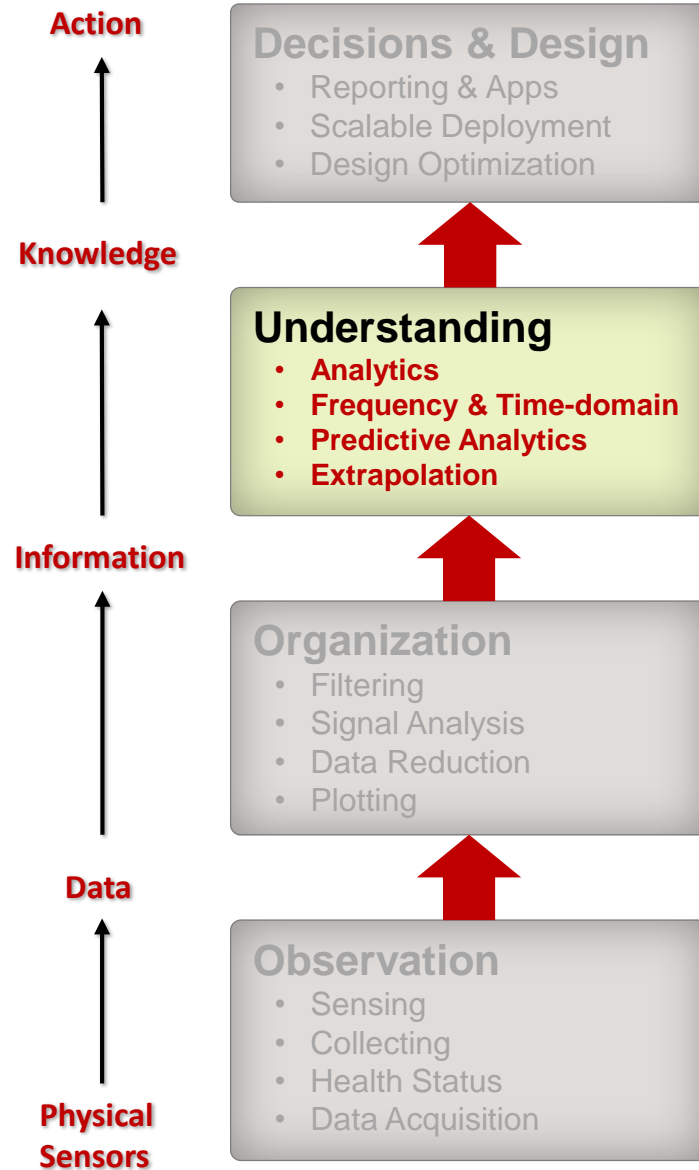 Action
Decisions & Design
• Reporting & Apps
• Scalable Deployment
• Design Optimization
Knowledge
Understanding
• Analytics
• Frequency & Time-domain
• Predictive Analytics
• Extrapolation
Information
Organization
• Filtering
• Signal Analysis
• Data Reduction
• Plotting
Data
Observation
• Sensing
• Collecting
• Health Status
• Data Acquisition
Physical
Sensors